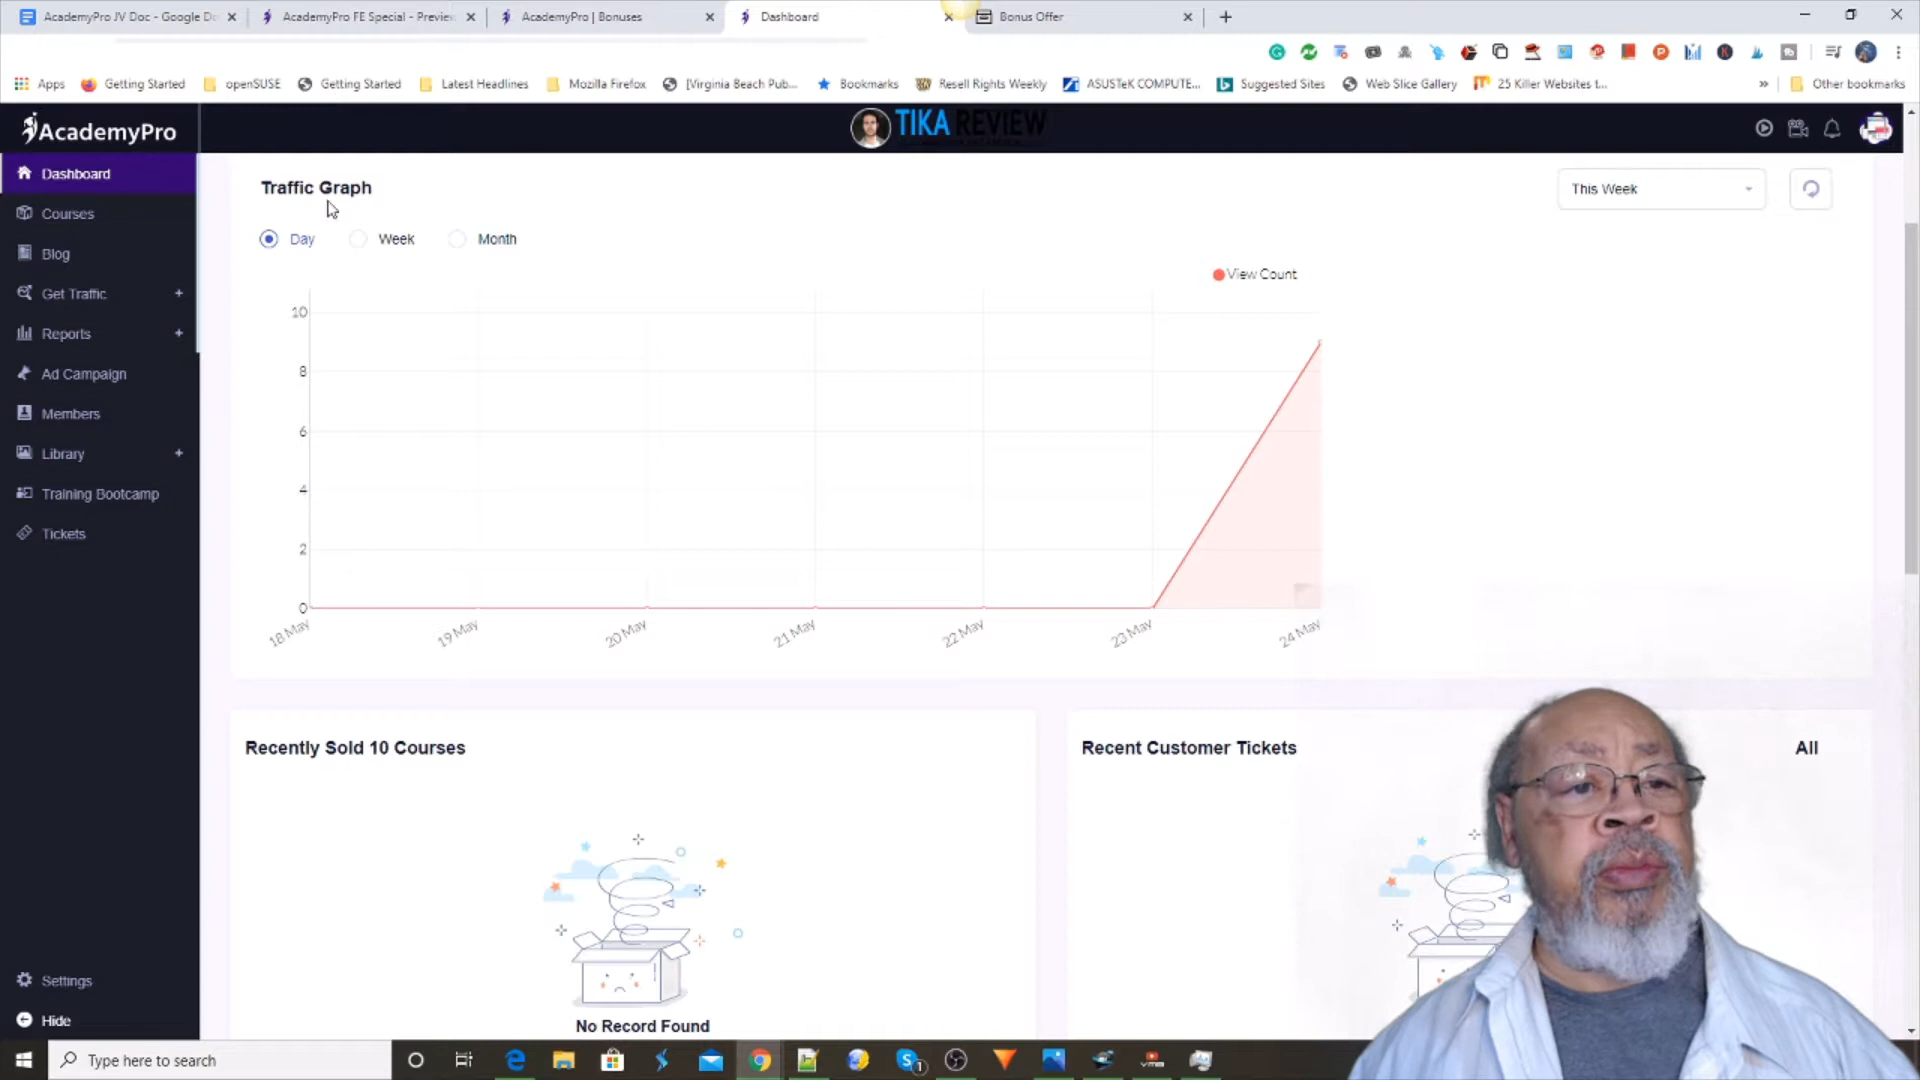 AcademyPro JV Doc - Google Do
AcademyPro FE Special - Preview
AcademyPro | Bonuses
Dashboard
Bonus Offer
Apps
Getting Started
openSUSE
Getting Started
Latest Headlines
Mozilla Firefox
[Virginia Beach Pub...
Bookmarks
Resell Rights Weekly
ASUSTeK COMPUTE...
Suggested Sites
Web Slice Gallery
25 Killer Websites t...
»
Other bookmarks
AcademyPro
TIKA REVIEW
Dashboard
Courses
Blog
Get Traffic +
Reports +
Ad Campaign
Members
Library +
Training Bootcamp
Tickets
Settings
Hide
Traffic Graph
This Week
Day
Week
Month
View Count
10
8
6
4
2
0
18 May
19 May
20 May
21 May
22 May
23 May
24 May
Recently Sold 10 Courses
No Record Found
Recent Customer Tickets
All
Type here to search